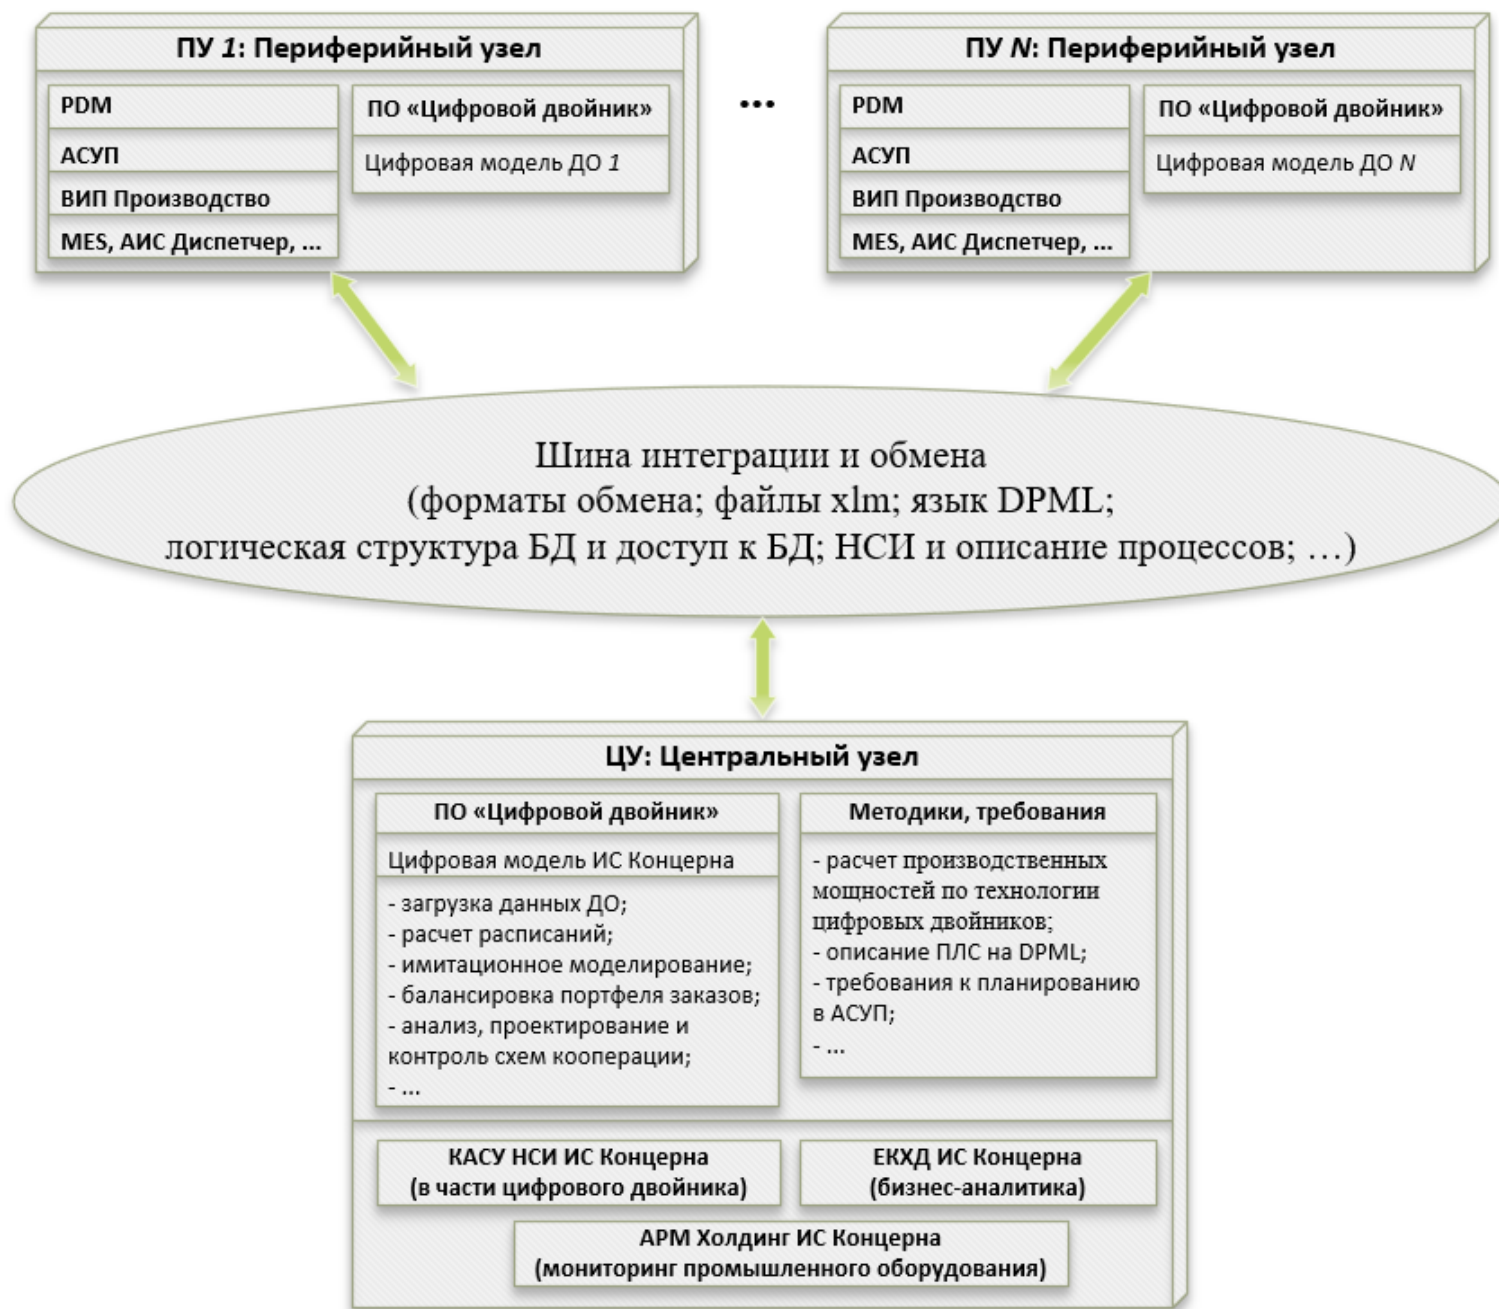 ПУ 1: Периферийный узел
PDM
АСУП
ВИП Производство
MES, АИС Диспетчер, ...
ПО «Цифровой двойник»
Цифровая модель ДО 1
...
ПУ N: Периферийный узел
PDM
АСУП
ВИП Производство
MES, АИС Диспетчер, ...
ПО «Цифровой двойник»
Цифровая модель ДО N
Шина интеграции и обмена
(форматы обмена; файлы xlm; язык DPML;
логическая структура БД и доступ к БД; НСИ и описание процессов; …)
ЦУ: Центральный узел
ПО «Цифровой двойник»
Цифровая модель ИС Концерна
- загрузка данных ДО;
- расчет расписаний;
- имитационное моделирование;
- балансировка портфеля заказов;
- анализ, проектирование и
контроль схем кооперации;
- ...
Методики, требования
- расчет производственных
мощностей по технологии
цифровых двойников;
- описание ПЛС на DPML;
- требования к планированию
в АСУП;
- ...
КАСУ НСИ ИС Концерна
(в части цифрового двойника)
ЕКХД ИС Концерна
(бизнес-аналитика)
АРМ Холдинг ИС Концерна
(мониторинг промышленного оборудования)